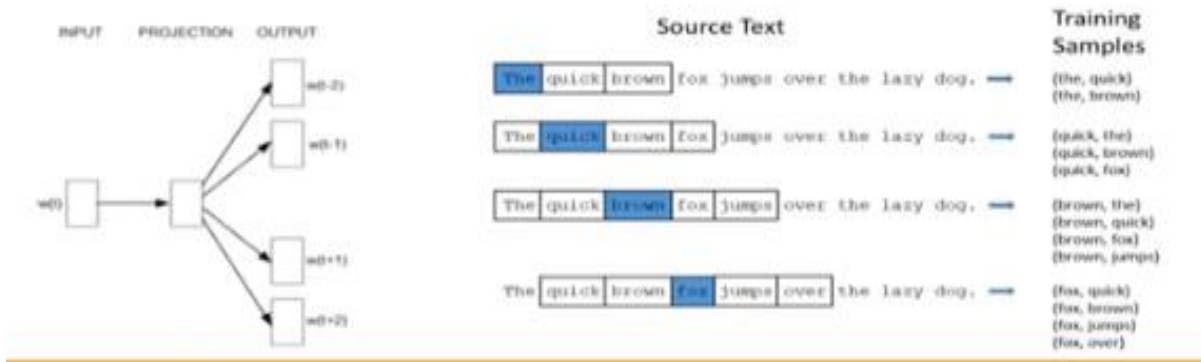 INPUT PROJECTION OUTPUT
w(t-2)
w(t-1)
w(t)
w(t+1)
w(t+2)
Source Text
Training
Samples
The quick brown fox jumps over the lazy dog.
(the, quick)
(the, brown)
The quick brown fox jumps over the lazy dog.
(quick, the)
(quick, brown)
(quick, fox)
The quick brown fox jumps over the lazy dog.
(brown, the)
(brown, quick)
(brown, fox)
(brown, jumps)
The quick brown fox jumps over the lazy dog.
(fox, quick)
(fox, brown)
(fox, jumps)
(fox, over)